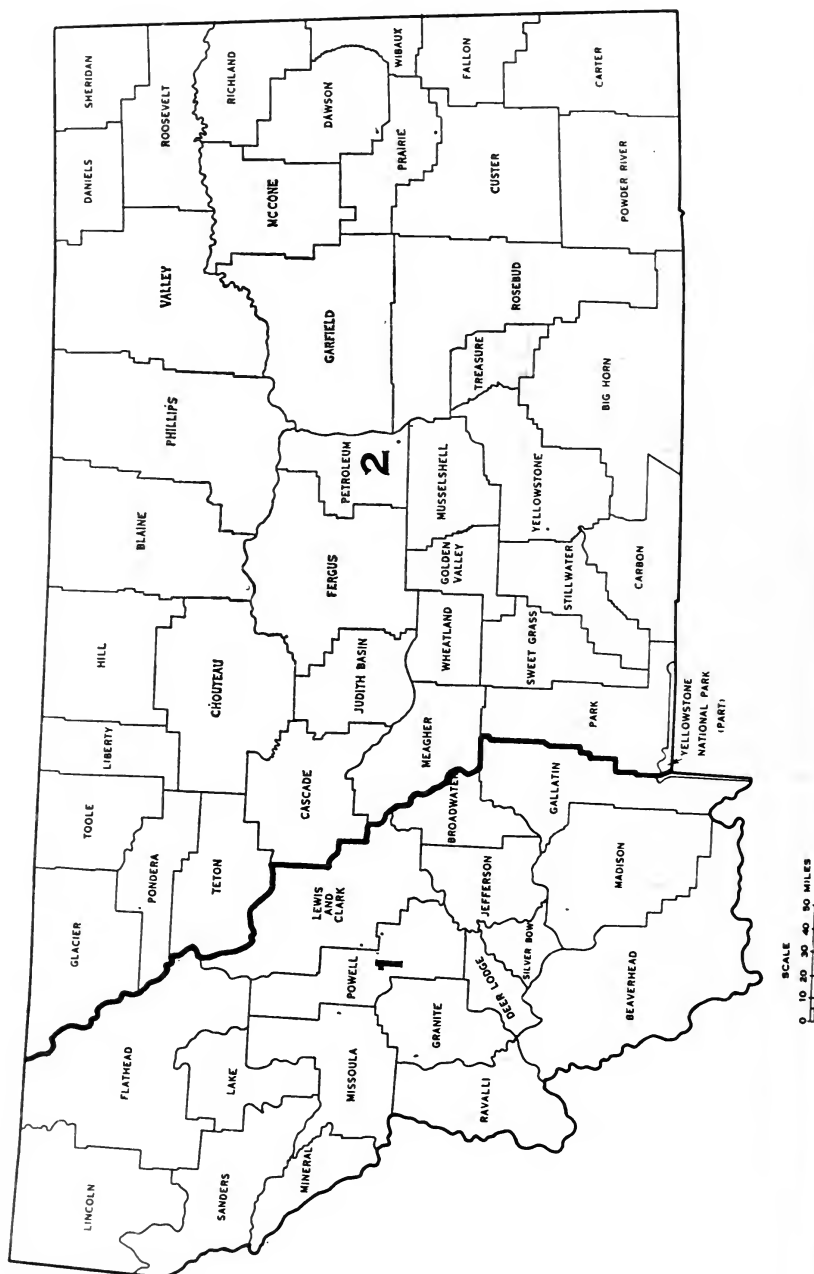 LINCOLN
FLATHEAD
GLACIER
TOOLE
LIBERTY
HILL
BLAINE
PHILLIPS
VALLEY
DANIELS
SHERIDAN
ROOSEVELT
SANDERS
LAKE
PONDERA
TETON
CHOUTEAU
RICHLAND
MCCONE
GARFIELD
DAWSON
WIBAUX
PRAIRIE
MINERAL
MISSOULA
POWELL
1
LEWIS
AND
CLARK
CASCADE
JUDITH BASIN
FERGUS
PETROLEUM
2
RAVALLI
GRANITE
DEER LODGE
SILVER BOW
JEFFERSON
BROADWATER
MEAGHER
WHEATLAND
GOLDEN
VALLEY
MUSSELSHELL
TREASURE
ROSEBUD
CUSTER
FALLON
CARTER
POWDER RIVER
BIG HORN
YELLOWSTONE
STILLWATER
CARBON
SWEET GRASS
PARK
GALLATIN
MADISON
BEAVERHEAD
YELLOWSTONE
NATIONAL PARK
(PART)
SCALE
0 10 20 30 40 50 MILES